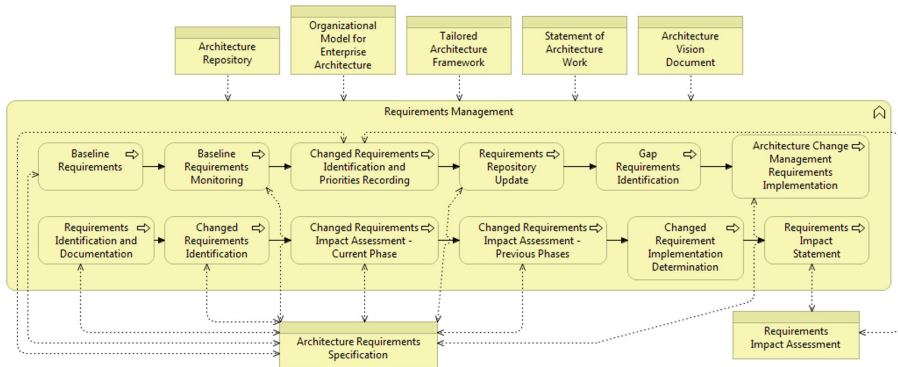 Architecture
Repository
Organizational
Model for
Enterprise
Architecture
Tailored
Architecture
Framework
Statement of
Architecture
Work
Architecture
Vision
Document
Requirements Management
Baseline
Requirements
Baseline
Requirements
Monitoring
Changed Requirements
Identification and
Priorities Recording
Requirements
Repository
Update
Gap
Requirements
Identification
Architecture Change
Management
Requirements
Implementation
Requirements
Identification and
Documentation
Changed
Requirements
Identification
Changed Requirements
Impact Assessment -
Current Phase
Changed Requirements
Impact Assessment -
Previous Phases
Changed
Requirement
Implementation
Determination
Requirements
Impact
Statement
Architecture Requirements
Specification
Requirements
Impact Assessment